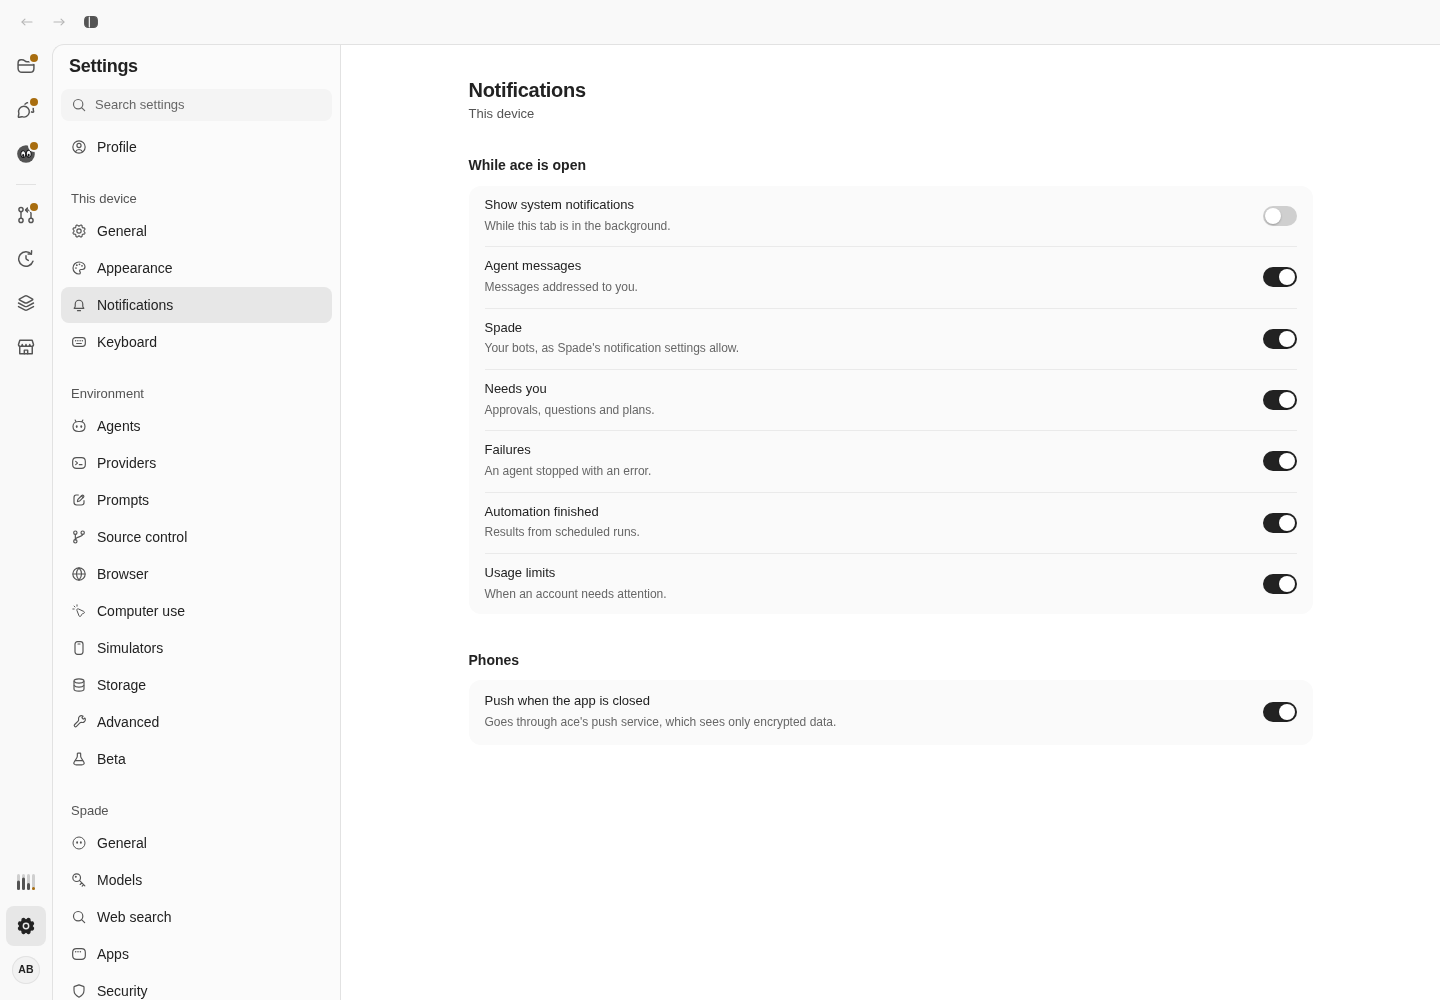 Settings
Search settings
Profile
This device
General
Appearance
Notifications
Keyboard
Environment
Agents
Providers
Prompts
Source control
Browser
Computer use
Simulators
Storage
Advanced
Beta
Spade
General
Models
Web search
Apps
Security
AB
Notifications
This device
While ace is open
Show system notifications
While this tab is in the background.
Agent messages
Messages addressed to you.
Spade
Your bots, as Spade's notification settings allow.
Needs you
Approvals, questions and plans.
Failures
An agent stopped with an error.
Automation finished
Results from scheduled runs.
Usage limits
When an account needs attention.
Phones
Push when the app is closed
Goes through ace's push service, which sees only encrypted data.